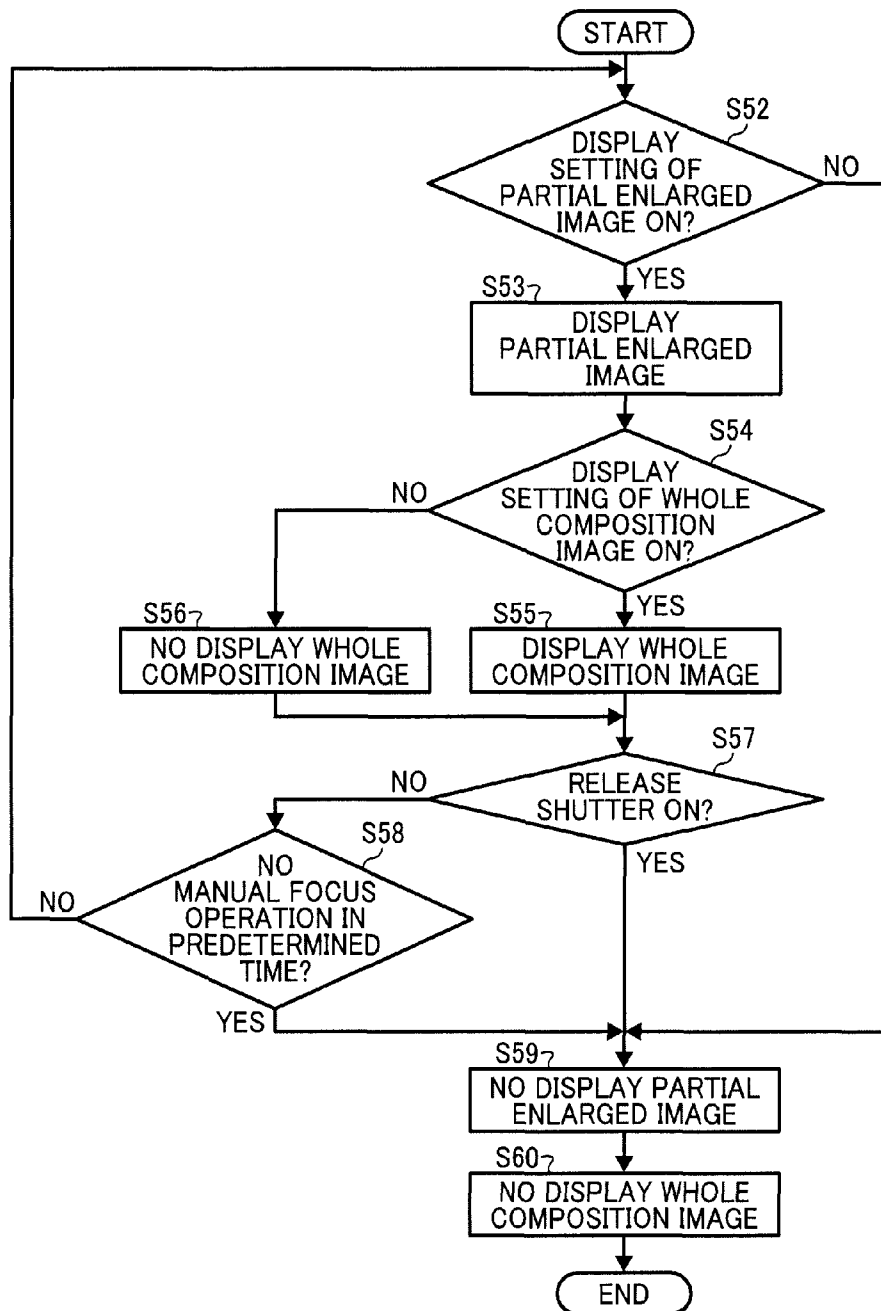 START
S52
DISPLAY
SETTING OF
PARTIAL ENLARGED
IMAGE ON?
NO
YES
S53
DISPLAY
PARTIAL ENLARGED
IMAGE
S54
DISPLAY
SETTING OF WHOLE
COMPOSITION
IMAGE ON?
NO
YES
S56
NO DISPLAY WHOLE
COMPOSITION IMAGE
S55
DISPLAY WHOLE
COMPOSITION IMAGE
S57
RELEASE
SHUTTER ON?
NO
YES
S58
NO
MANUAL FOCUS
OPERATION IN
PREDETERMINED
TIME?
NO
YES
S59
NO DISPLAY PARTIAL
ENLARGED IMAGE
S60
NO DISPLAY WHOLE
COMPOSITION IMAGE
END